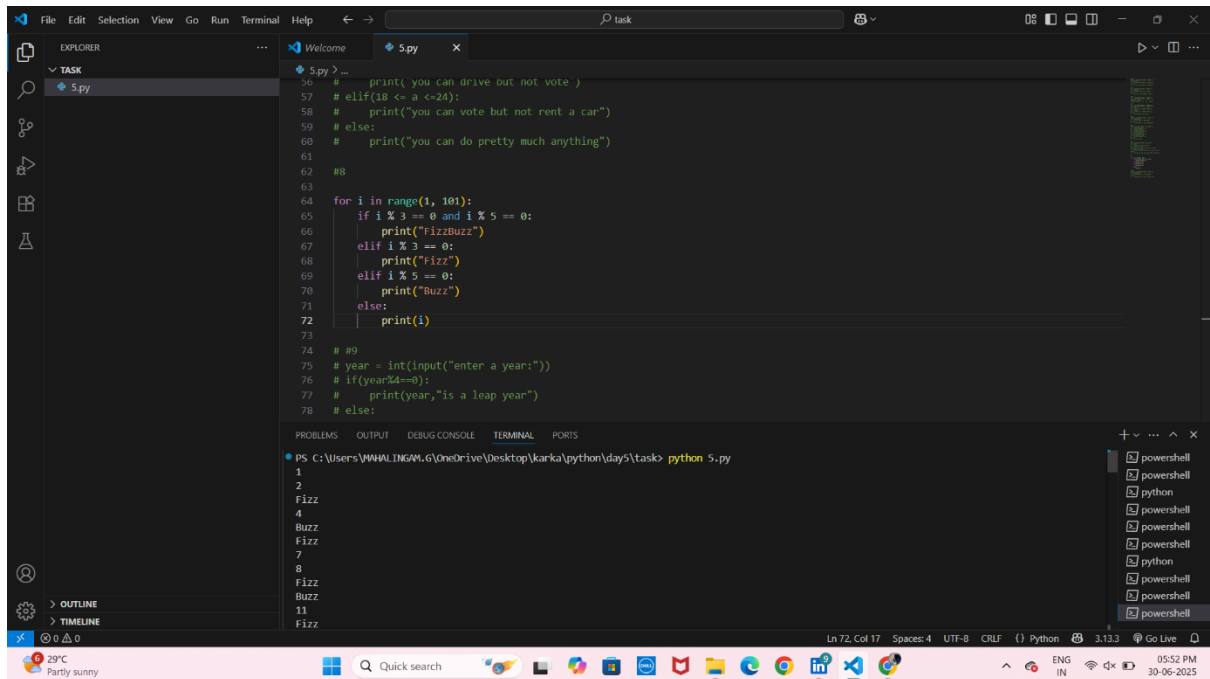 File Edit Selection View Go Run Terminal Help
task
EXPLORER
TASK
5.py
Welcome
5.py
5.py > ...
56 #     print("you can drive but not vote")
57 # elif(18 <= a <=24):
58 #     print("you can vote but not rent a car")
59 # else:
60 #     print("you can do pretty much anything")
61
62 #8
63
64 for i in range(1, 101):
65     if i % 3 == 0 and i % 5 == 0:
66         print("FizzBuzz")
67     elif i % 3 == 0:
68         print("Fizz")
69     elif i % 5 == 0:
70         print("Buzz")
71     else:
72         print(i)
73
74 # #9
75 # year = int(input("enter a year:"))
76 # if(year%4==0):
77 #     print(year,"is a leap year")
78 # else:
PROBLEMS OUTPUT DEBUG CONSOLE TERMINAL PORTS
PS C:\Users\MAHALINGAM.G\OneDrive\Desktop\karka\python\day5\task> python 5.py
1
2
Fizz
4
Buzz
Fizz
7
8
Fizz
Buzz
11
Fizz
powershell
powershell
python
powershell
powershell
powershell
python
powershell
powershell
powershell
OUTLINE
TIMELINE
0 0
Ln 72, Col 17 Spaces: 4 UTF-8 CRLF {} Python 3.13.3 Go Live
6
29°C
Partly sunny
Quick search
DELL
9
ENG
IN
05:52 PM
30-06-2025